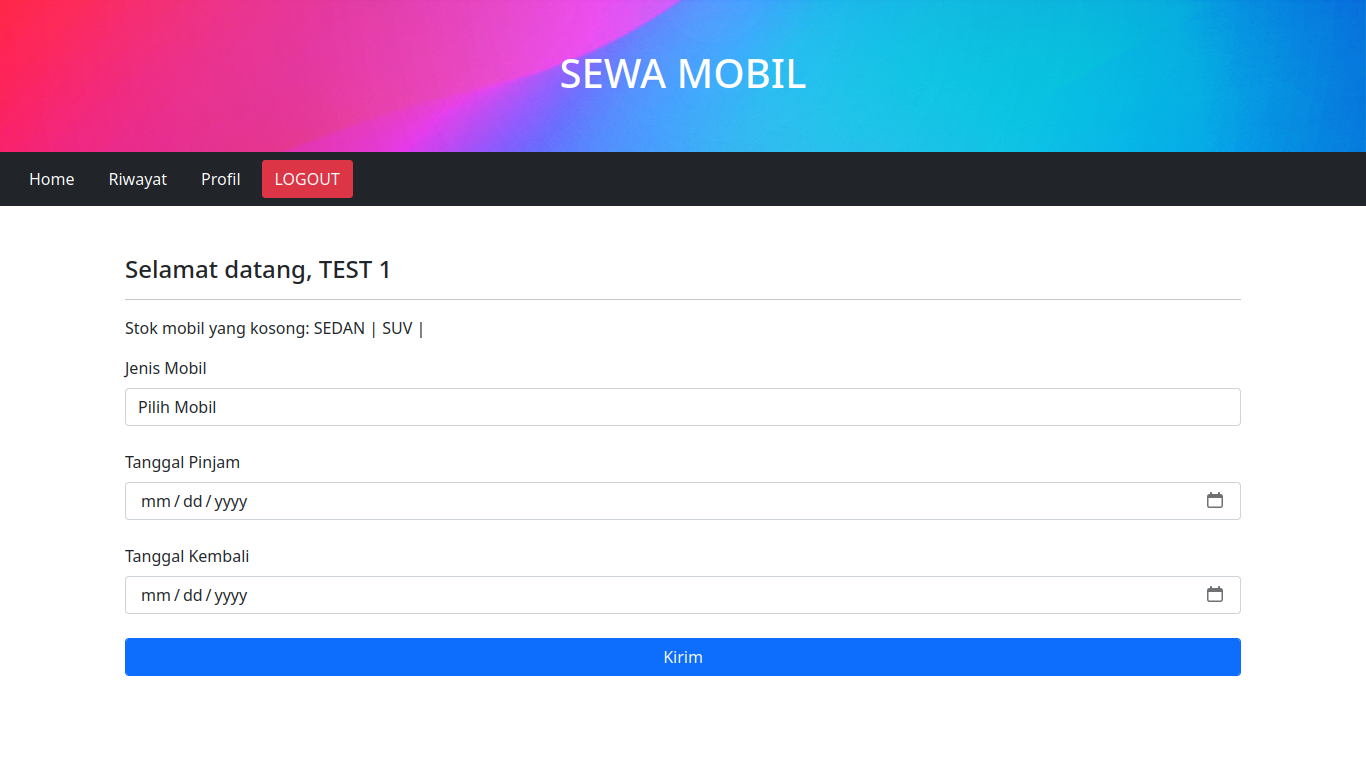 SEWA MOBIL
Home Riwayat Profil LOGOUT
Selamat datang, TEST 1
Stok mobil yang kosong: SEDAN | SUV |
Jenis Mobil
Pilih Mobil
Tanggal Pinjam
mm/dd/yyyy
Tanggal Kembali
mm/dd/yyyy
Kirim